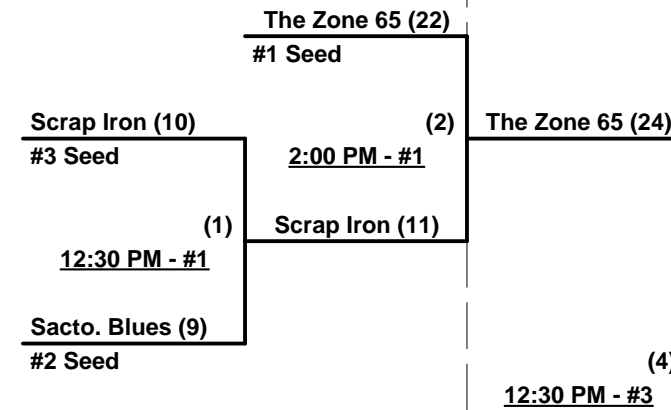 The Zone 65 (22)
#1 Seed
Scrap Iron (10)
(2)
The Zone 65 (24)
#3 Seed
2:00 PM - #1
(1)
Scrap Iron (11)
12:30 PM - #1
Sacto. Blues (9)
#2 Seed
(4)
12:30 PM - #3